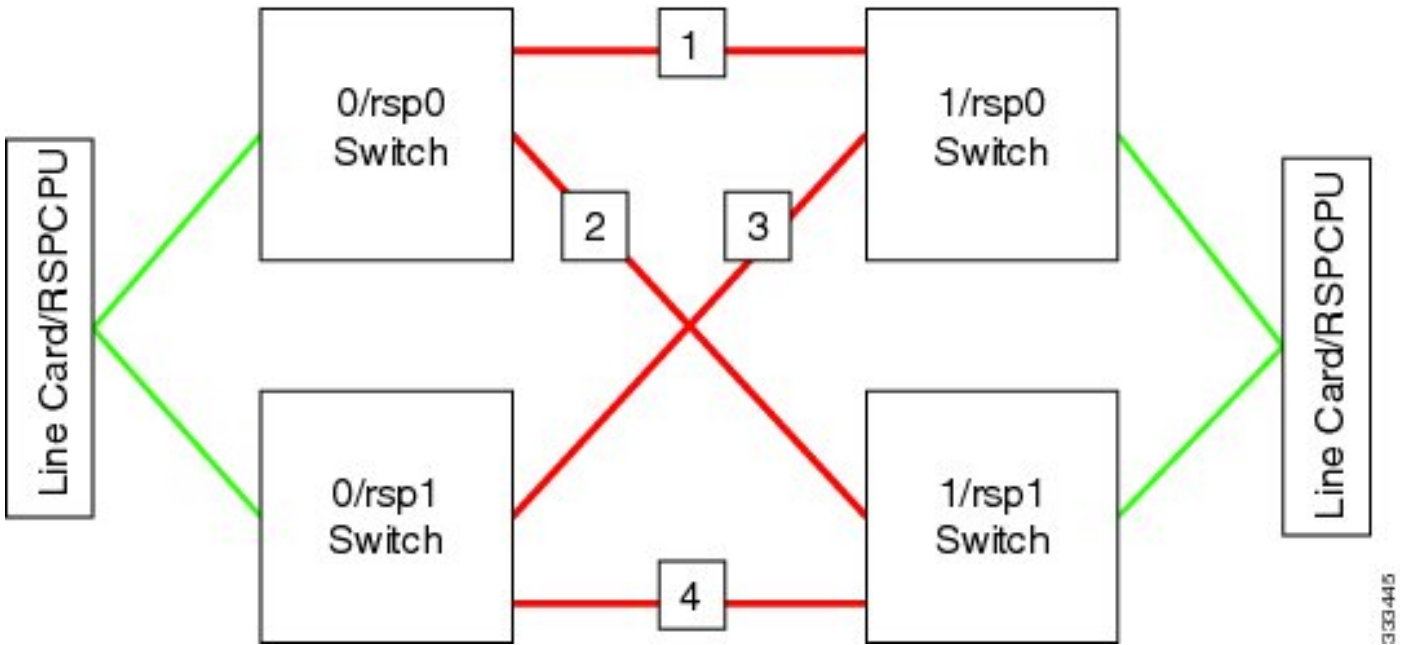 1
0/rsp0
Switch
1/rsp0
Switch
Line Card/RSPCPU
2
3
Line Card/RSPCPU
0/rsp1
Switch
1/rsp1
Switch
4
333445